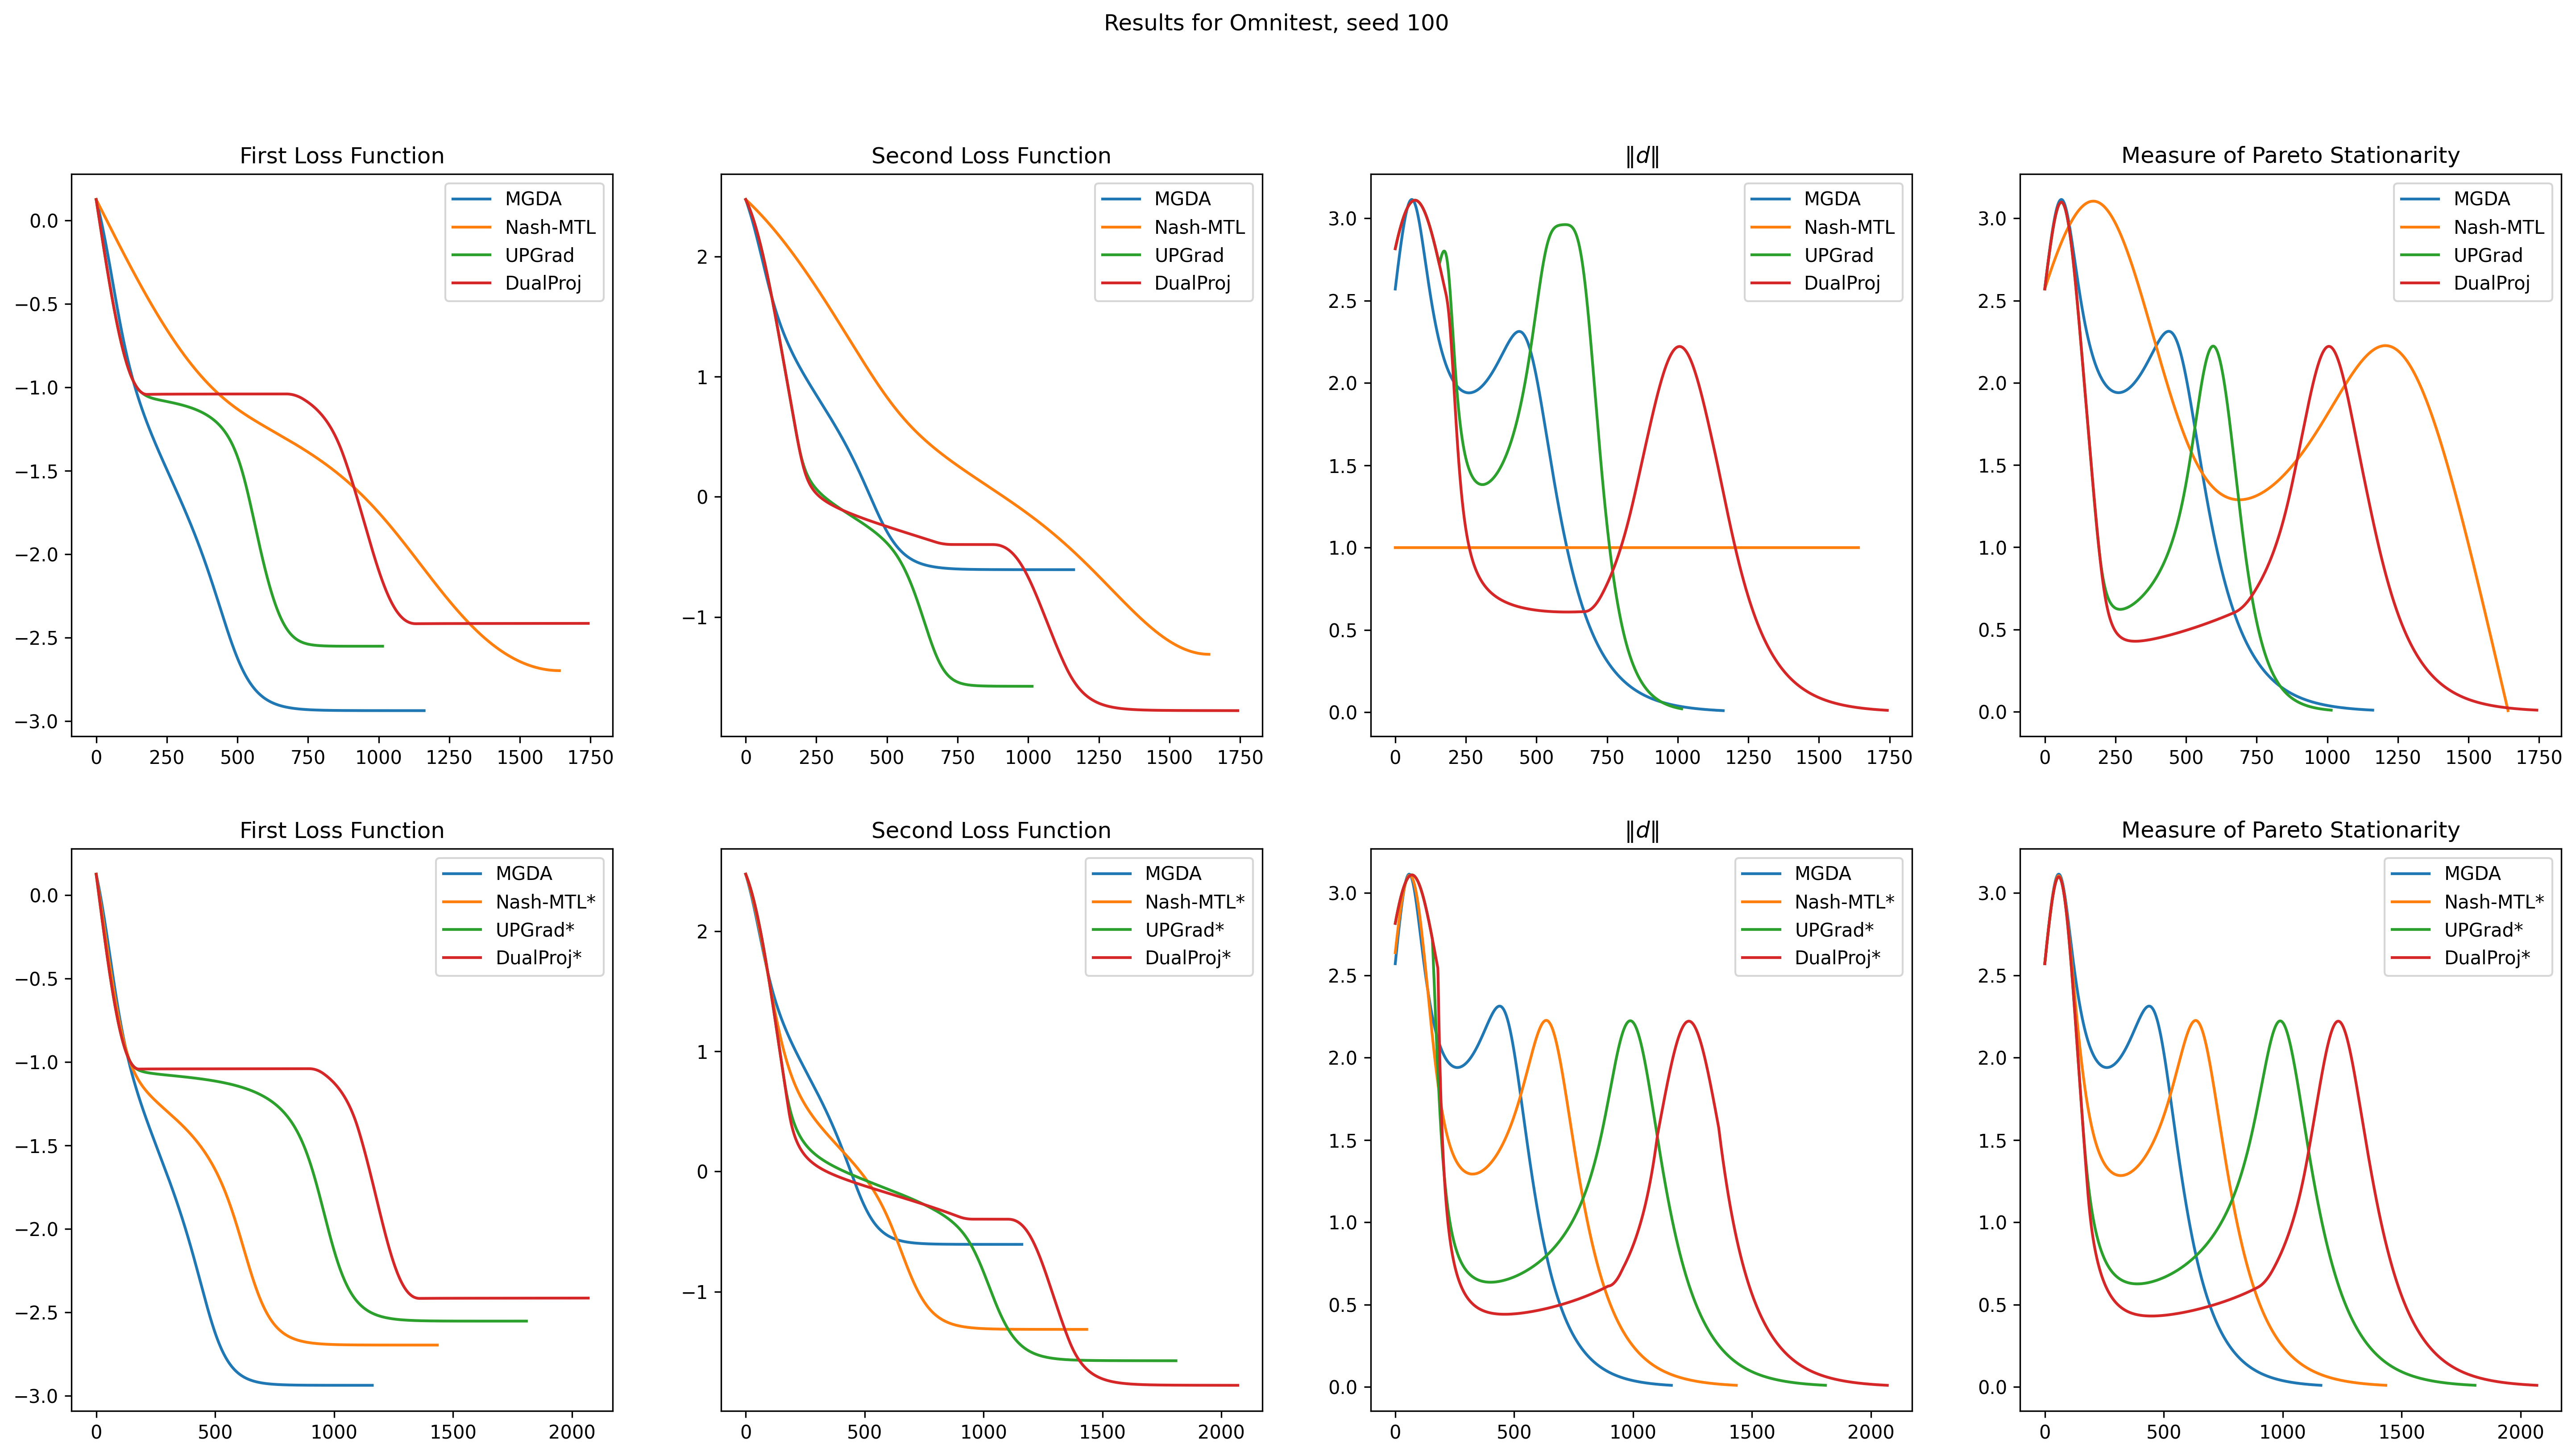 Results for Omnitest, seed 100
First Loss Function
0.0
−0.5
−1.0
−1.5
−2.0
−2.5
−3.0
0 250 500 750 1000 1250 1500 1750
MGDA
Nash-MTL
UPGrad
DualProj
Second Loss Function
2
1
0
−1
0 250 500 750 1000 1250 1500 1750
MGDA
Nash-MTL
UPGrad
DualProj
‖d‖
3.0
2.5
2.0
1.5
1.0
0.5
0.0
0 250 500 750 1000 1250 1500 1750
MGDA
Nash-MTL
UPGrad
DualProj
Measure of Pareto Stationarity
3.0
2.5
2.0
1.5
1.0
0.5
0.0
0 250 500 750 1000 1250 1500 1750
MGDA
Nash-MTL
UPGrad
DualProj
First Loss Function
0.0
−0.5
−1.0
−1.5
−2.0
−2.5
−3.0
0 500 1000 1500 2000
MGDA
Nash-MTL*
UPGrad*
DualProj*
Second Loss Function
2
1
0
−1
0 500 1000 1500 2000
MGDA
Nash-MTL*
UPGrad*
DualProj*
‖d‖
3.0
2.5
2.0
1.5
1.0
0.5
0.0
0 500 1000 1500 2000
MGDA
Nash-MTL*
UPGrad*
DualProj*
Measure of Pareto Stationarity
3.0
2.5
2.0
1.5
1.0
0.5
0.0
0 500 1000 1500 2000
MGDA
Nash-MTL*
UPGrad*
DualProj*